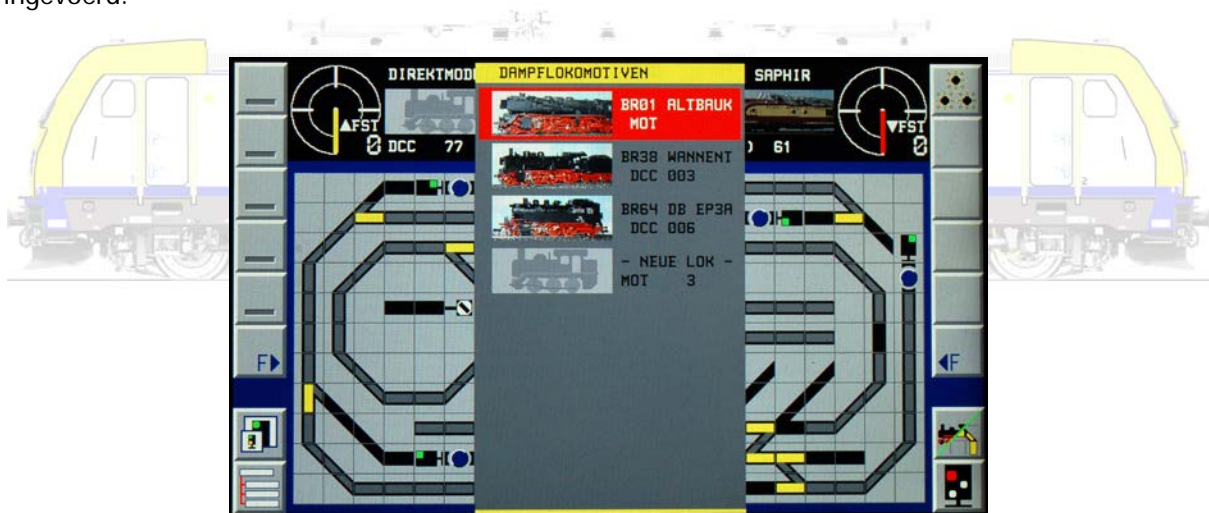 ingevoerd.
DIREKTMOD
DAMPFLOKOMOTIVEN
SAPHIR
BR01 ALTBAUK
MOT
▲FST
0 DCC 77
61
▼FST
0
BR38 WANNENT
DCC 003
BR64 DB EP3A
DCC 006
- NEUE LOK -
MOT 3
F▶
◀F